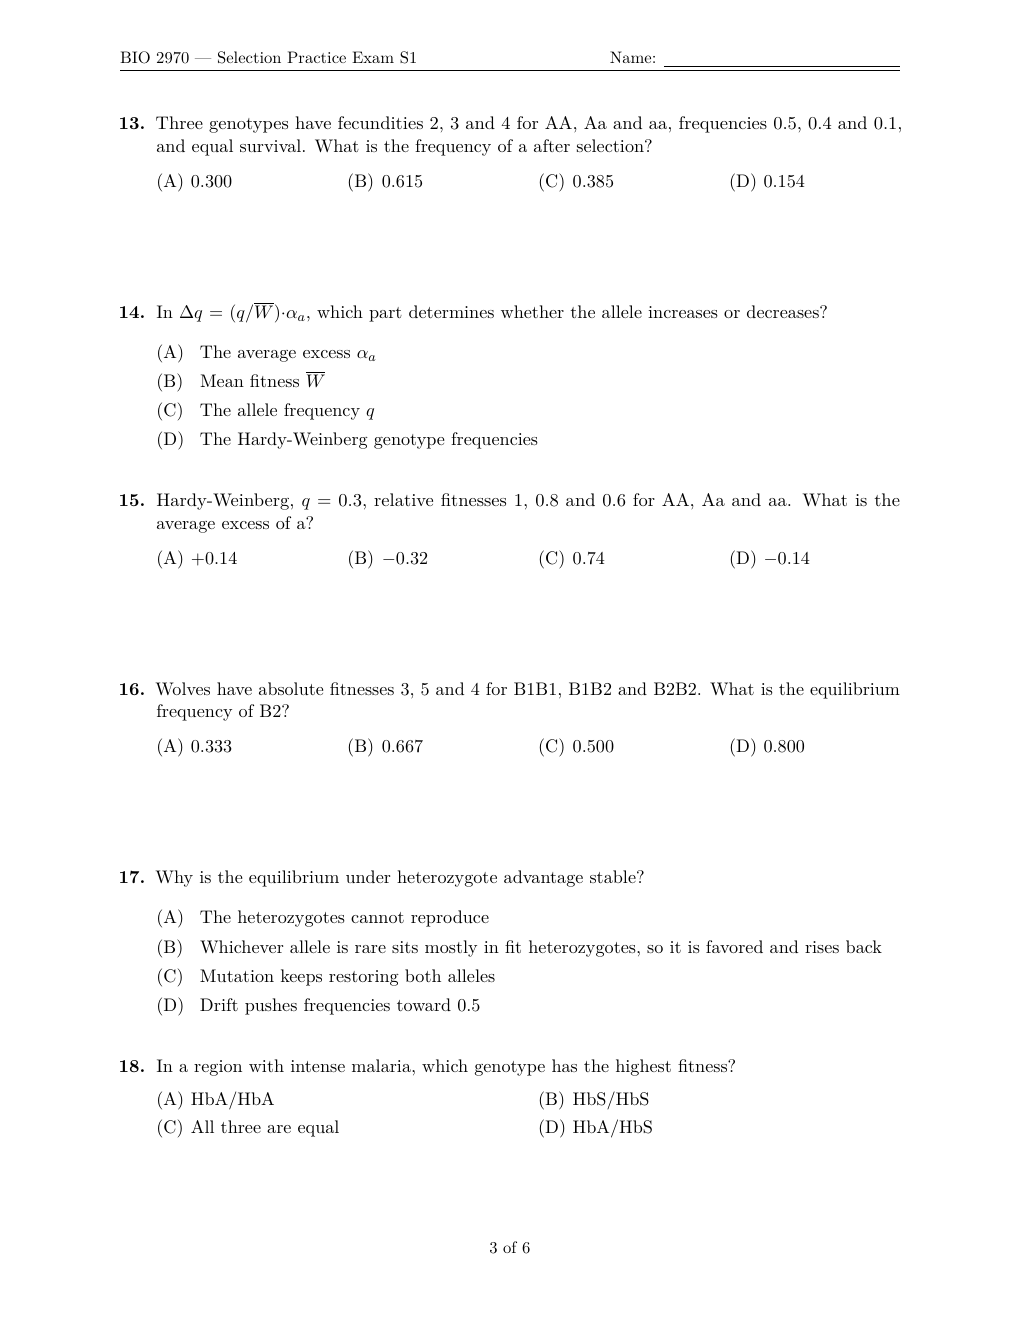 BIO 2970 — Selection Practice Exam S1 Name:
13. Three genotypes have fecundities 2, 3 and 4 for AA, Aa and aa, frequencies 0.5, 0.4 and 0.1,
and equal survival. What is the frequency of a after selection?
(A) 0.300 (B) 0.615 (C) 0.385 (D) 0.154
14. In Δq = (q/W̅)·αₐ, which part determines whether the allele increases or decreases?
(A) The average excess αₐ
(B) Mean fitness W̅
(C) The allele frequency q
(D) The Hardy-Weinberg genotype frequencies
15. Hardy-Weinberg, q = 0.3, relative fitnesses 1, 0.8 and 0.6 for AA, Aa and aa. What is the
average excess of a?
(A) +0.14 (B) −0.32 (C) 0.74 (D) −0.14
16. Wolves have absolute fitnesses 3, 5 and 4 for B1B1, B1B2 and B2B2. What is the equilibrium
frequency of B2?
(A) 0.333 (B) 0.667 (C) 0.500 (D) 0.800
17. Why is the equilibrium under heterozygote advantage stable?
(A) The heterozygotes cannot reproduce
(B) Whichever allele is rare sits mostly in fit heterozygotes, so it is favored and rises back
(C) Mutation keeps restoring both alleles
(D) Drift pushes frequencies toward 0.5
18. In a region with intense malaria, which genotype has the highest fitness?
(A) HbA/HbA (B) HbS/HbS
(C) All three are equal (D) HbA/HbS
3 of 6